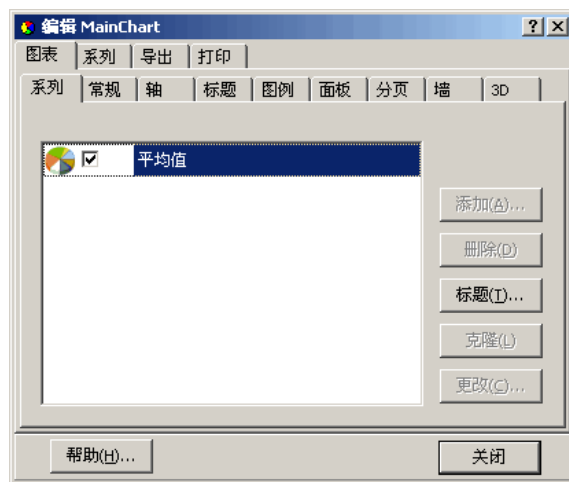 编辑 MainChart
图表 系列 导出 打印
系列 常规 轴 标题 图例 面板 分页 墙 3D
平均值
添加(A)...
删除(D)
标题(T)...
克隆(L)
更改(C)...
帮助(H)... 关闭